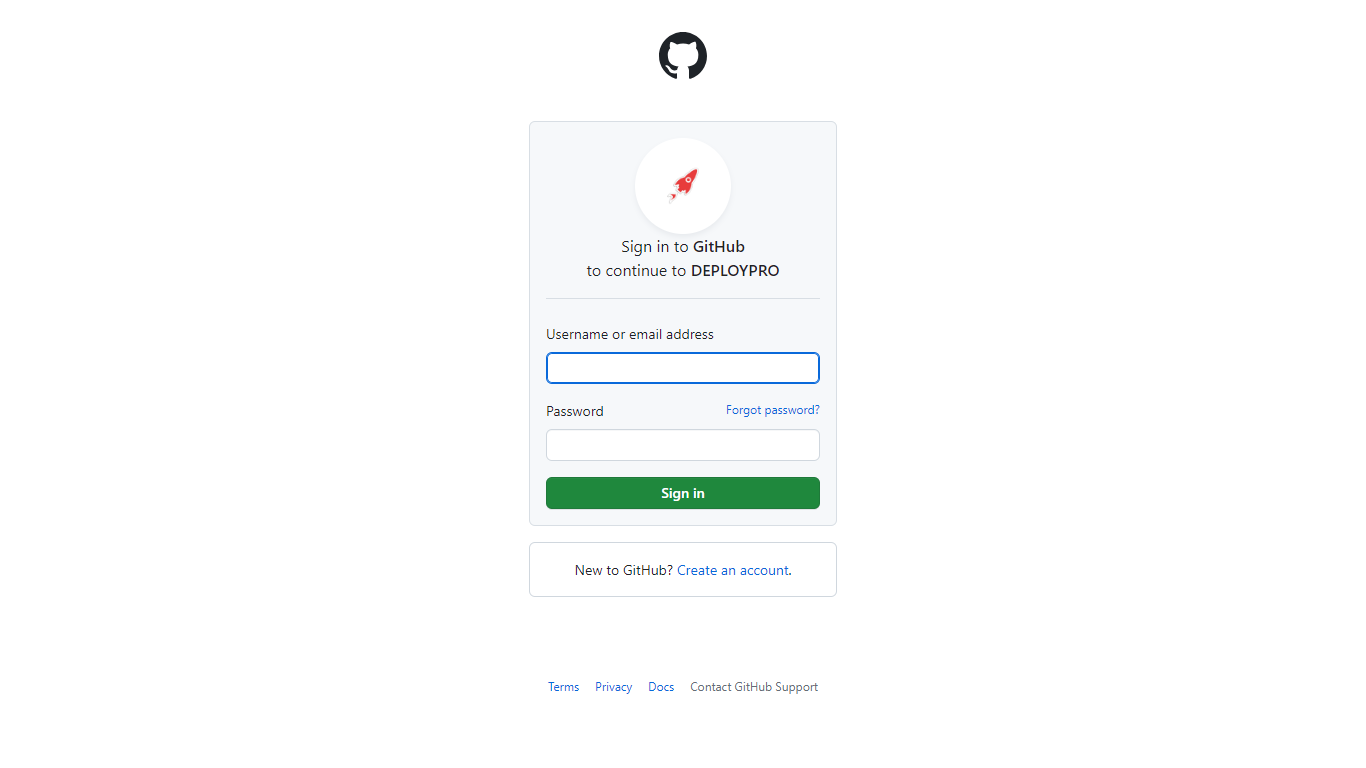 Sign in to GitHub
to continue to DEPLOYPRO
Username or email address
Password
Forgot password?
Sign in
New to GitHub? Create an account.
Terms Privacy Docs Contact GitHub Support